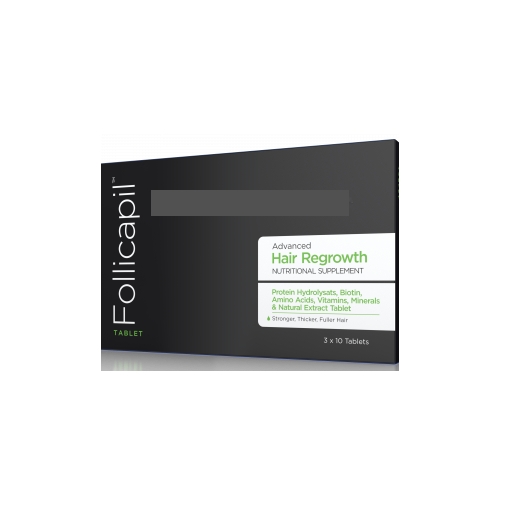 Follicapil™
TABLET
Advanced
Hair Regrowth
NUTRITIONAL SUPPLEMENT
Protein Hydrolysats, Biotin,
Amino Acids, Vitamins, Minerals
& Natural Extract Tablet
Stronger, Thicker, Fuller Hair
3 x 10 Tablets